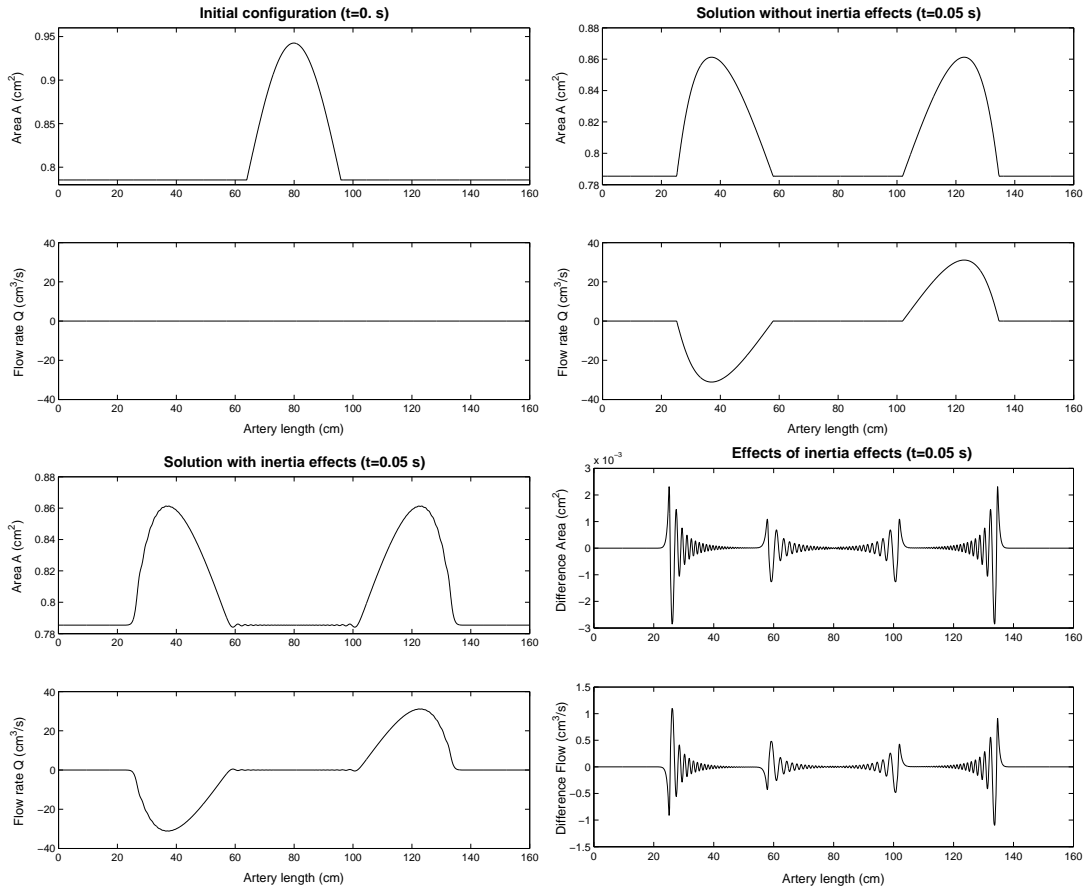 Initial configuration (t=0. s)
Area A (cm2)
0.95
0.9
0.85
0.8
0 20 40 60 80 100 120 140 160
Flow rate Q (cm3/s)
40
20
0
−20
−40
0 20 40 60 80 100 120 140 160
Artery length (cm)
Solution without inertia effects (t=0.05 s)
Area A (cm2)
0.88
0.86
0.84
0.82
0.8
0.78
0 20 40 60 80 100 120 140 160
Flow rate Q (cm3/s)
40
20
0
−20
−40
0 20 40 60 80 100 120 140 160
Artery length (cm)
Solution with inertia effects (t=0.05 s)
Area A (cm2)
0.88
0.86
0.84
0.82
0.8
0.78
0 20 40 60 80 100 120 140 160
Flow rate Q (cm3/s)
40
20
0
−20
−40
0 20 40 60 80 100 120 140 160
Artery length (cm)
Effects of inertia effects (t=0.05 s)
x 10−3
Difference Area (cm2)
3
2
1
0
−1
−2
−3
0 20 40 60 80 100 120 140 160
Difference Flow (cm3/s)
1.5
1
0.5
0
−0.5
−1
−1.5
0 20 40 60 80 100 120 140 160
Artery length (cm)